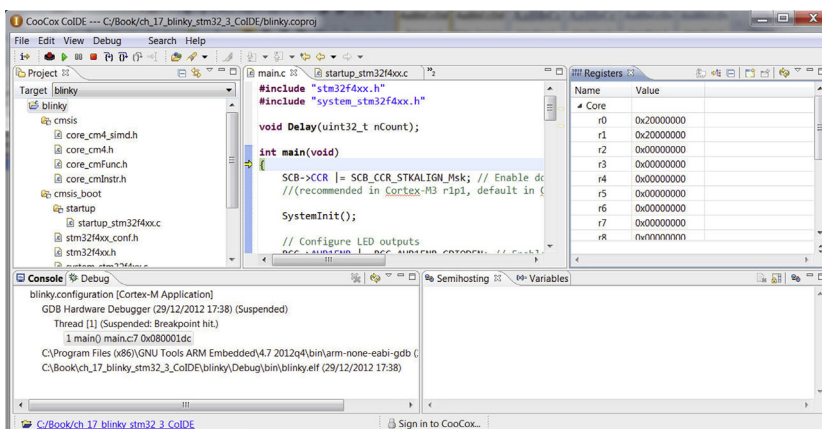 CooCox CoIDE --- C:/Book/ch_17_blinky_stm32_3_CoIDE/blinky.coproj
File Edit View Debug Search Help
Project
Target blinky
blinky
cmsis
core_cm4_simd.h
core_cm4.h
core_cmFunc.h
core_cmInstr.h
cmsis_boot
startup
startup_stm32f4xx.c
stm32f4xx_conf.h
stm32f4xx.h
main.c startup_stm32f4xx.c »2
#include "stm32f4xx.h"
#include "system_stm32f4xx.h"
void Delay(uint32_t nCount);
int main(void)
{
SCB->CCR |= SCB_CCR_STKALIGN_Msk; // Enable do
//(recommended in Cortex-M3 r1p1, default in C
SystemInit();
// Configure LED outputs
Registers
Name Value
Core
r0 0x20000000
r1 0x20000000
r2 0x00000000
r3 0x00000000
r4 0x00000000
r5 0x00000000
r6 0x00000000
r7 0x00000000
r8 0x00000000
Console Debug
blinky.configuration [Cortex-M Application]
GDB Hardware Debugger (29/12/2012 17:38) (Suspended)
Thread [1] (Suspended: Breakpoint hit.)
1 main() main.c:7 0x080001dc
C:\Program Files (x86)\GNU Tools ARM Embedded\4.7 2012q4\bin\arm-none-eabi-gdb (
C:\Book\ch_17_blinky_stm32_3_CoIDE\blinky\Debug\bin\blinky.elf (29/12/2012 17:38)
Semihosting Variables
C:/Book/ch 17 blinky stm32 3 CoIDE
Sign in to CooCox...